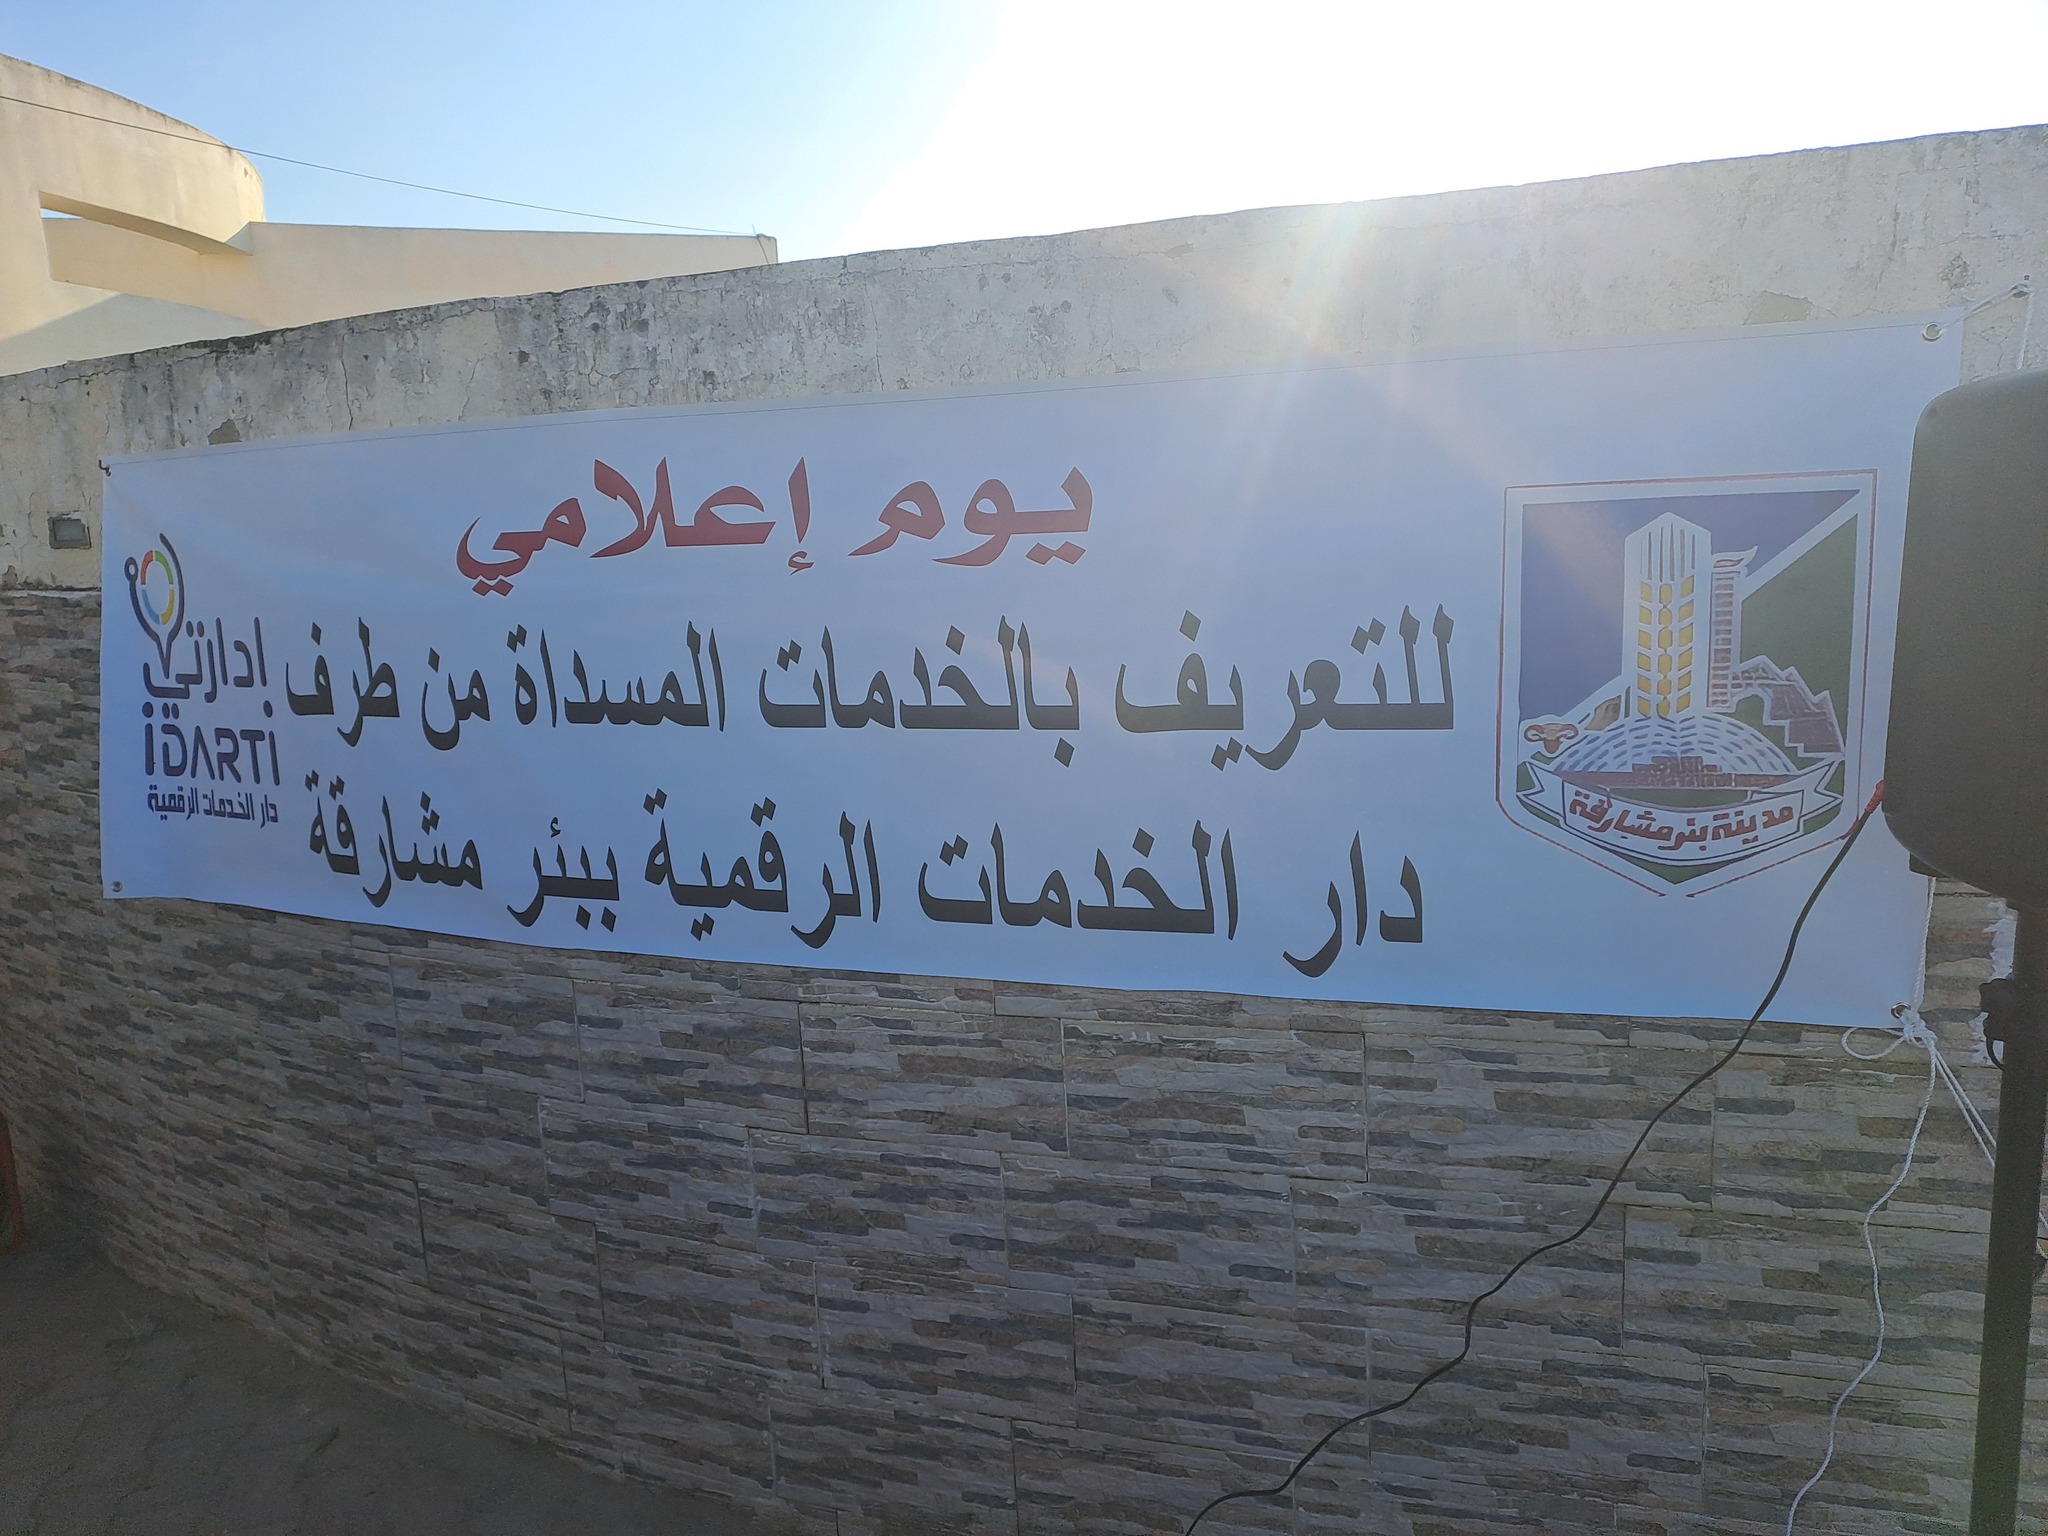 يوم إعلامي
للتعريف بالخدمات المسداة من طرف
دار الخدمات الرقمية ببئر مشارقة
مدينة بئر مشارقة
إدارتي
iDARTi
دار الخدمات الرقمية